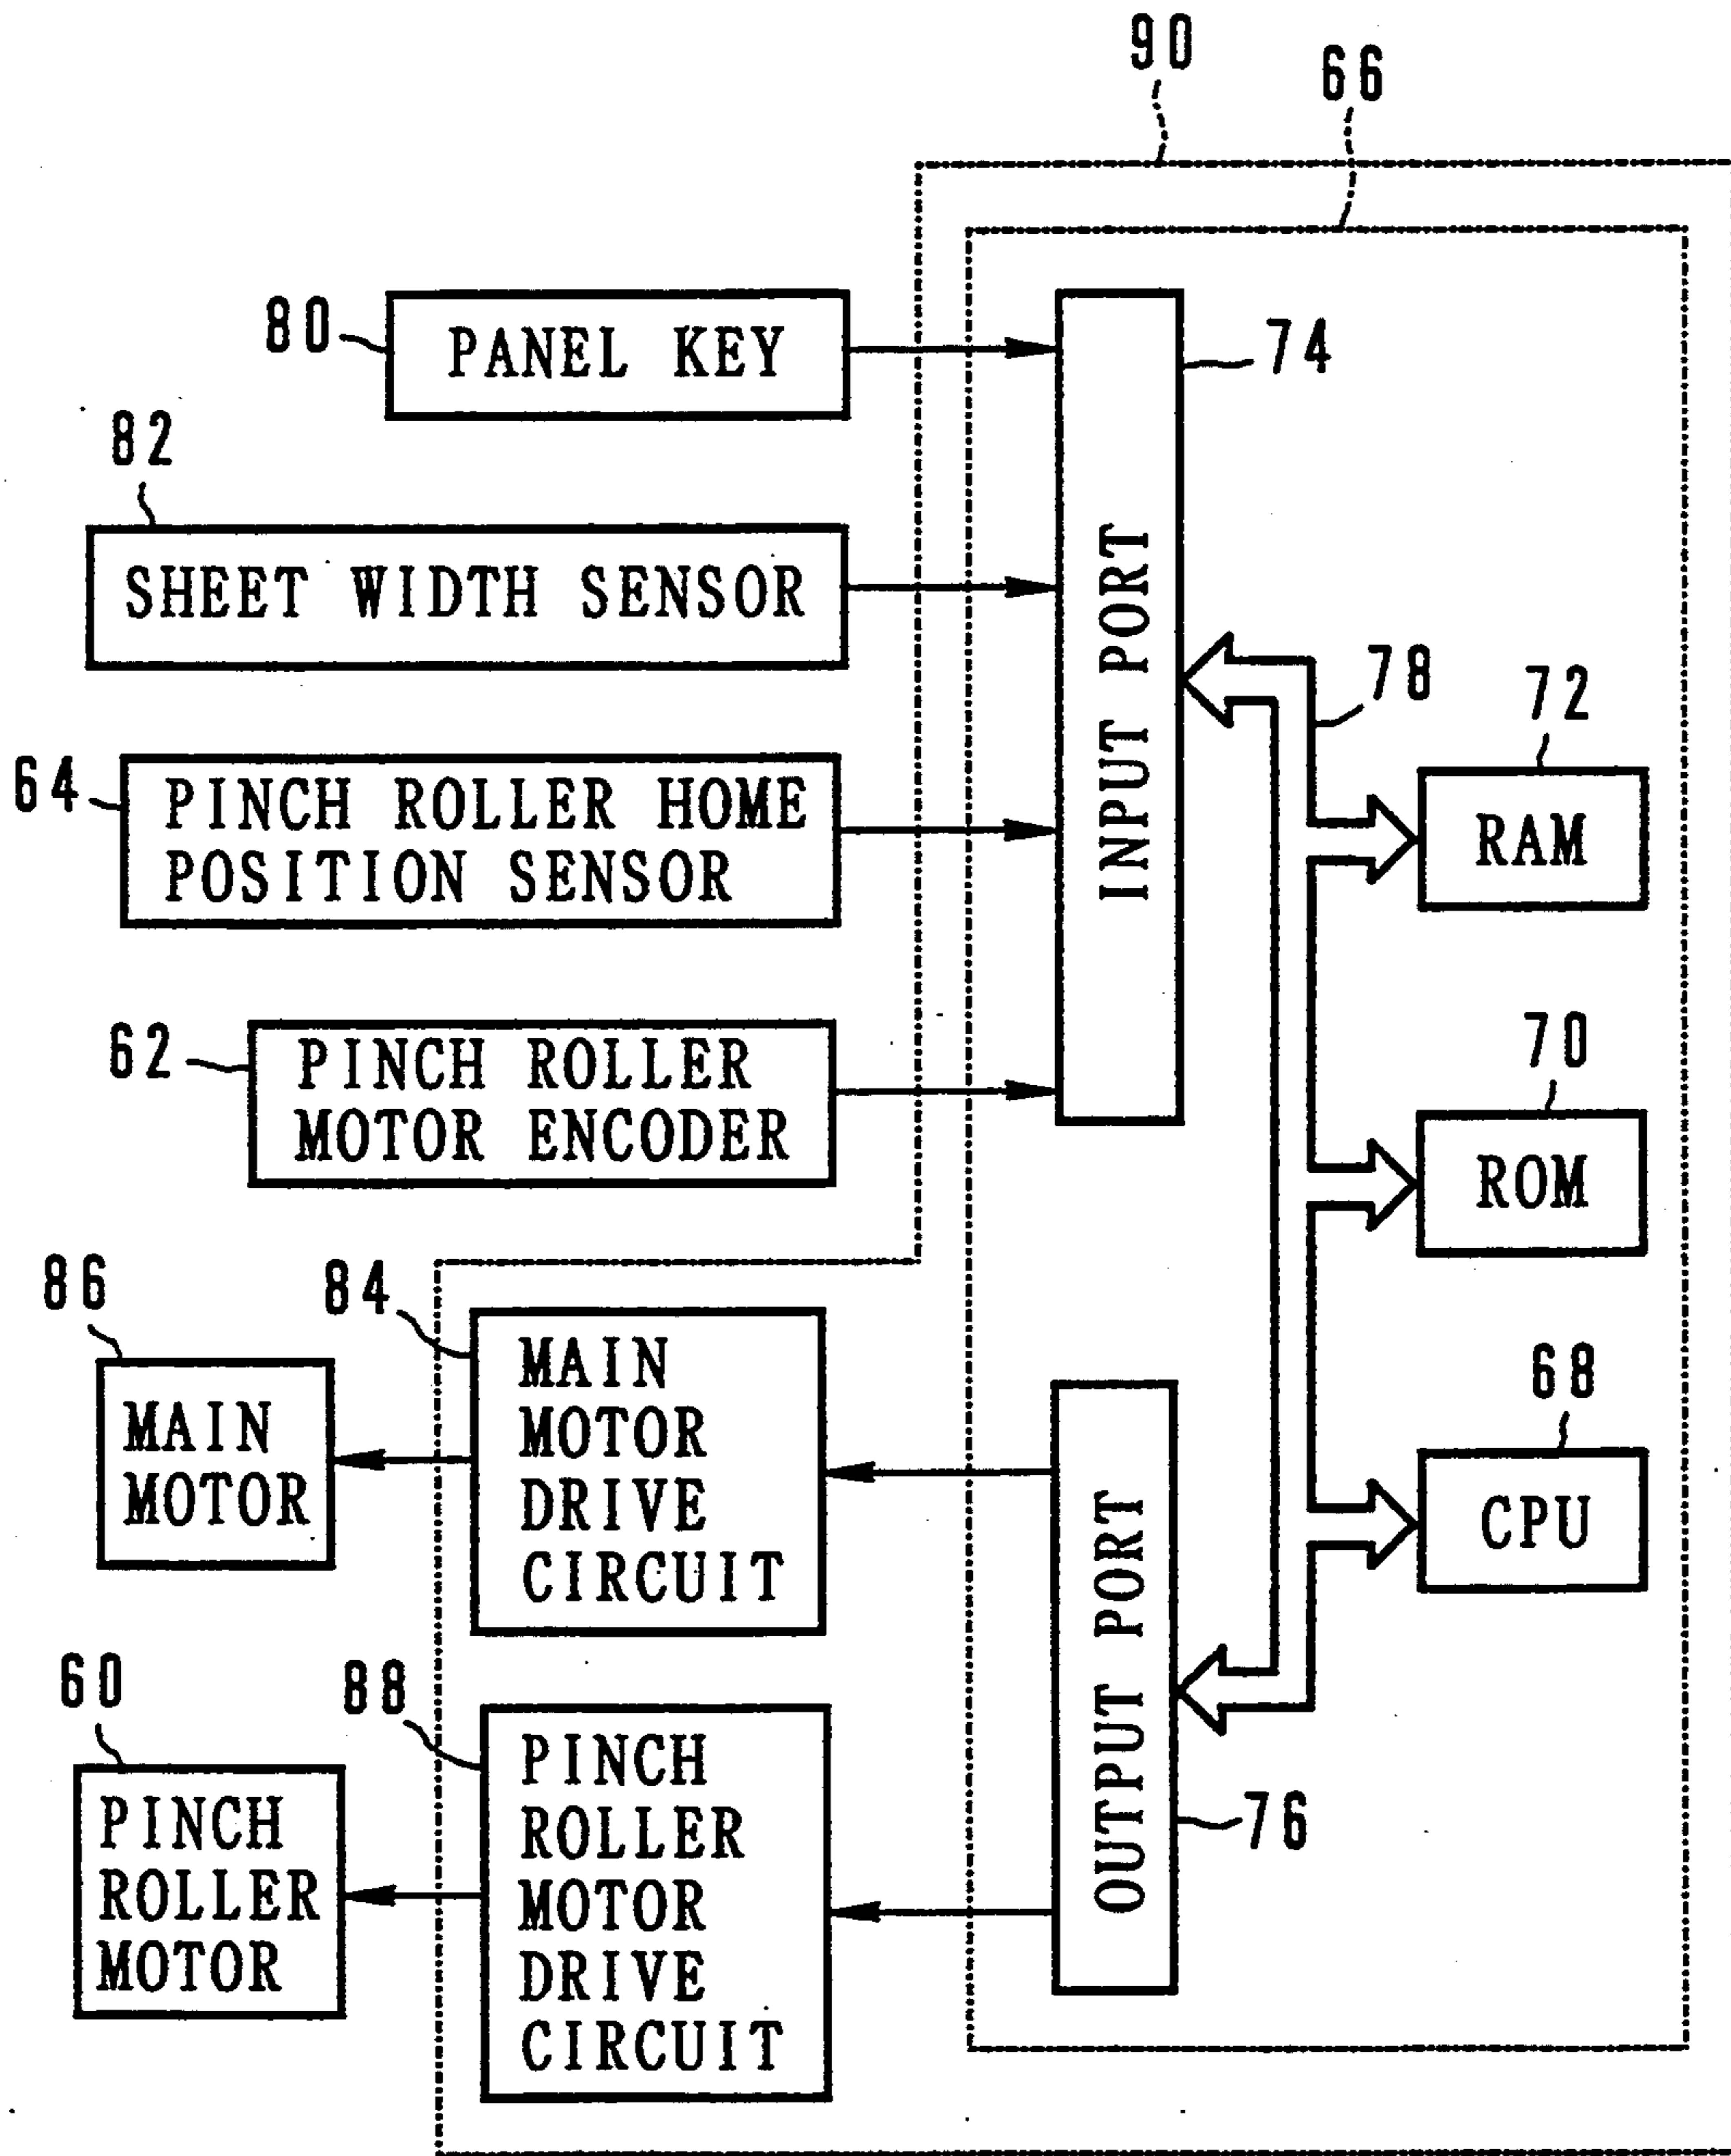 90
66
80
PANEL KEY
74
82
SHEET WIDTH SENSOR
INPUT PORT
78
72
64
PINCH ROLLER HOME
POSITION SENSOR
RAM
62
PINCH ROLLER
MOTOR ENCODER
70
ROM
86
84
MAIN
MOTOR
MAIN
MOTOR
DRIVE
CIRCUIT
68
CPU
OUTPUT PORT
60
88
PINCH
ROLLER
MOTOR
PINCH
ROLLER
MOTOR
DRIVE
CIRCUIT
76